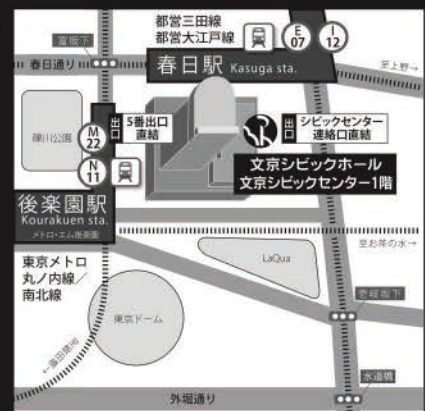 都営三田線
都営大江戸線
E
07
I
12
富坂下
春日通り
春日駅 Kasuga sta.
至上野→
礫川公園
M
22
出口
5番出口
直結
出口
シビックセンター
連絡口直結
N
11
文京シビックホール
文京シビックセンター1階
後楽園駅
Kourakuen sta.
メトロ・エム後楽園
至お茶の水→
東京メトロ
丸ノ内線／
南北線
LaQua
東京ドーム
壱岐坂下
水道橋
外堀通り